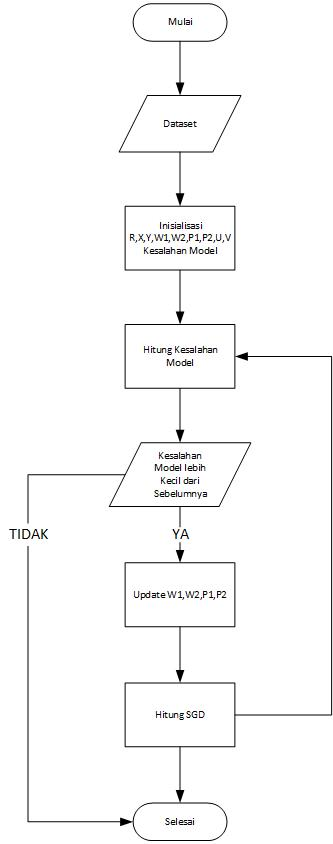 Mulai
Dataset
Inisialisasi
R,X,Y,W1,W2,P1,P2,U,V
Kesalahan Model
Hitung Kesalahan
Model
Kesalahan
Model lebih
Kecil dari
Sebelumnya
TIDAK
YA
Update W1,W2,P1,P2
Hitung SGD
Selesai